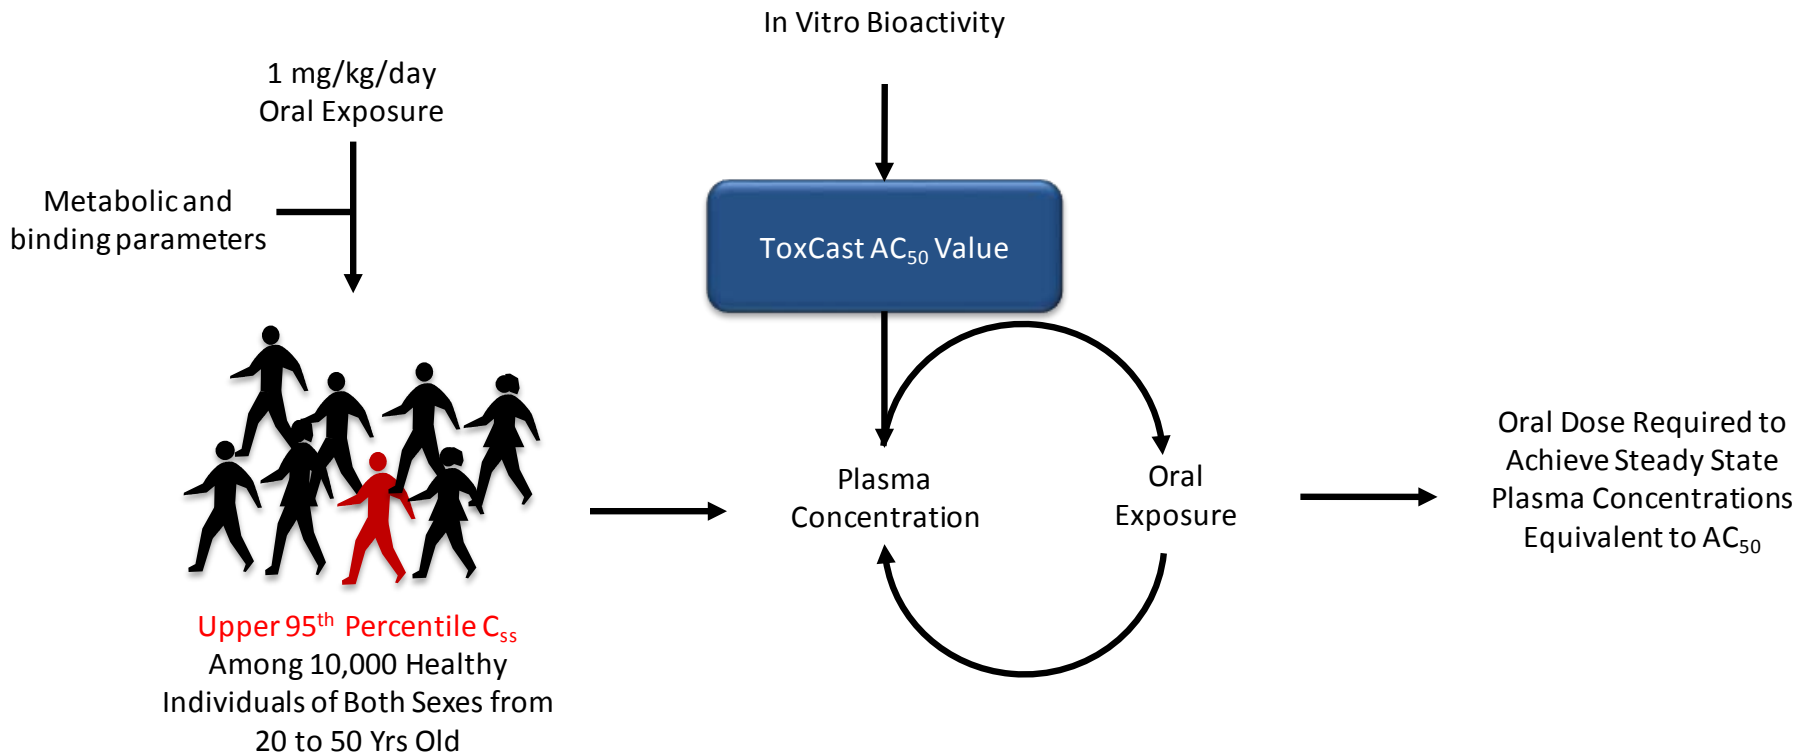 In Vitro Bioactivity
1 mg/kg/day
Oral Exposure
Metabolic and
binding parameters
ToxCast AC₅₀ Value
Plasma
Concentration
Oral
Exposure
Oral Dose Required to
Achieve Steady State
Plasma Concentrations
Equivalent to AC₅₀
Upper 95ᵗʰ Percentile Cₛₛ
Among 10,000 Healthy
Individuals of Both Sexes from
20 to 50 Yrs Old